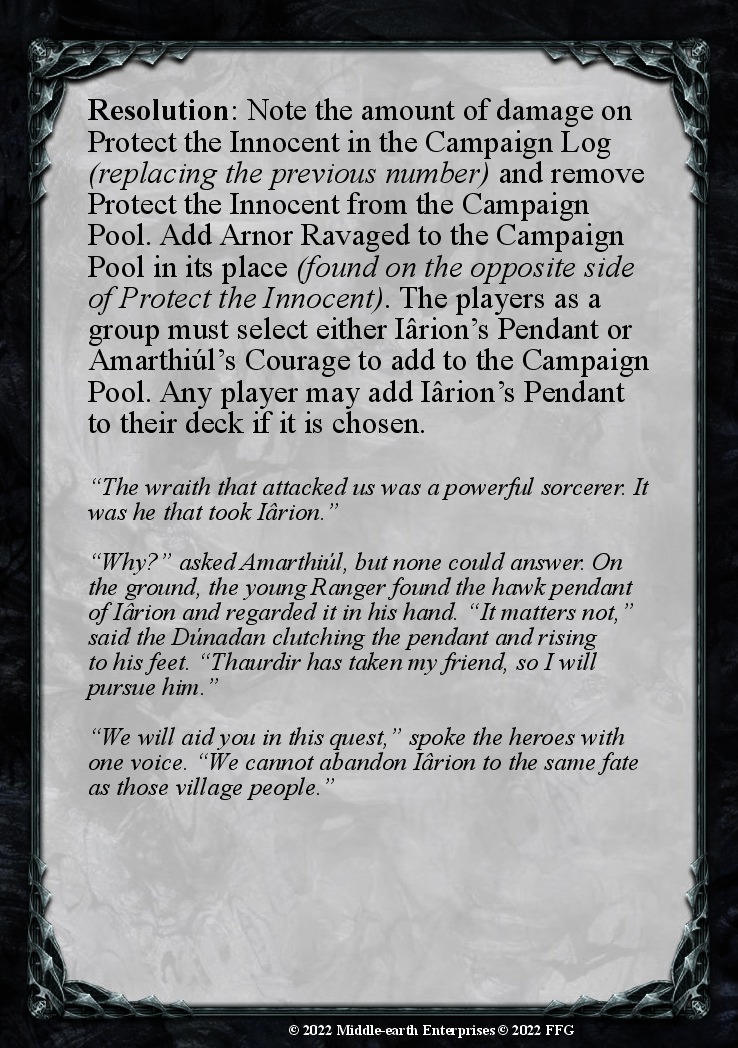 Resolution: Note the amount of damage on
Protect the Innocent in the Campaign Log
(replacing the previous number) and remove
Protect the Innocent from the Campaign
Pool. Add Arnor Ravaged to the Campaign
Pool in its place (found on the opposite side
of Protect the Innocent). The players as a
group must select either Iârion’s Pendant or
Amarthiúl’s Courage to add to the Campaign
Pool. Any player may add Iârion’s Pendant
to their deck if it is chosen.
“The wraith that attacked us was a powerful sorcerer. It
was he that took Iârion.”
“Why?” asked Amarthiúl, but none could answer. On
the ground, the young Ranger found the hawk pendant
of Iârion and regarded it in his hand. “It matters not,”
said the Dúnadan clutching the pendant and rising
to his feet. “Thaurdir has taken my friend, so I will
pursue him.”
“We will aid you in this quest,” spoke the heroes with
one voice. “We cannot abandon Iârion to the same fate
as those village people.”
© 2022 Middle-earth Enterprises © 2022 FFG